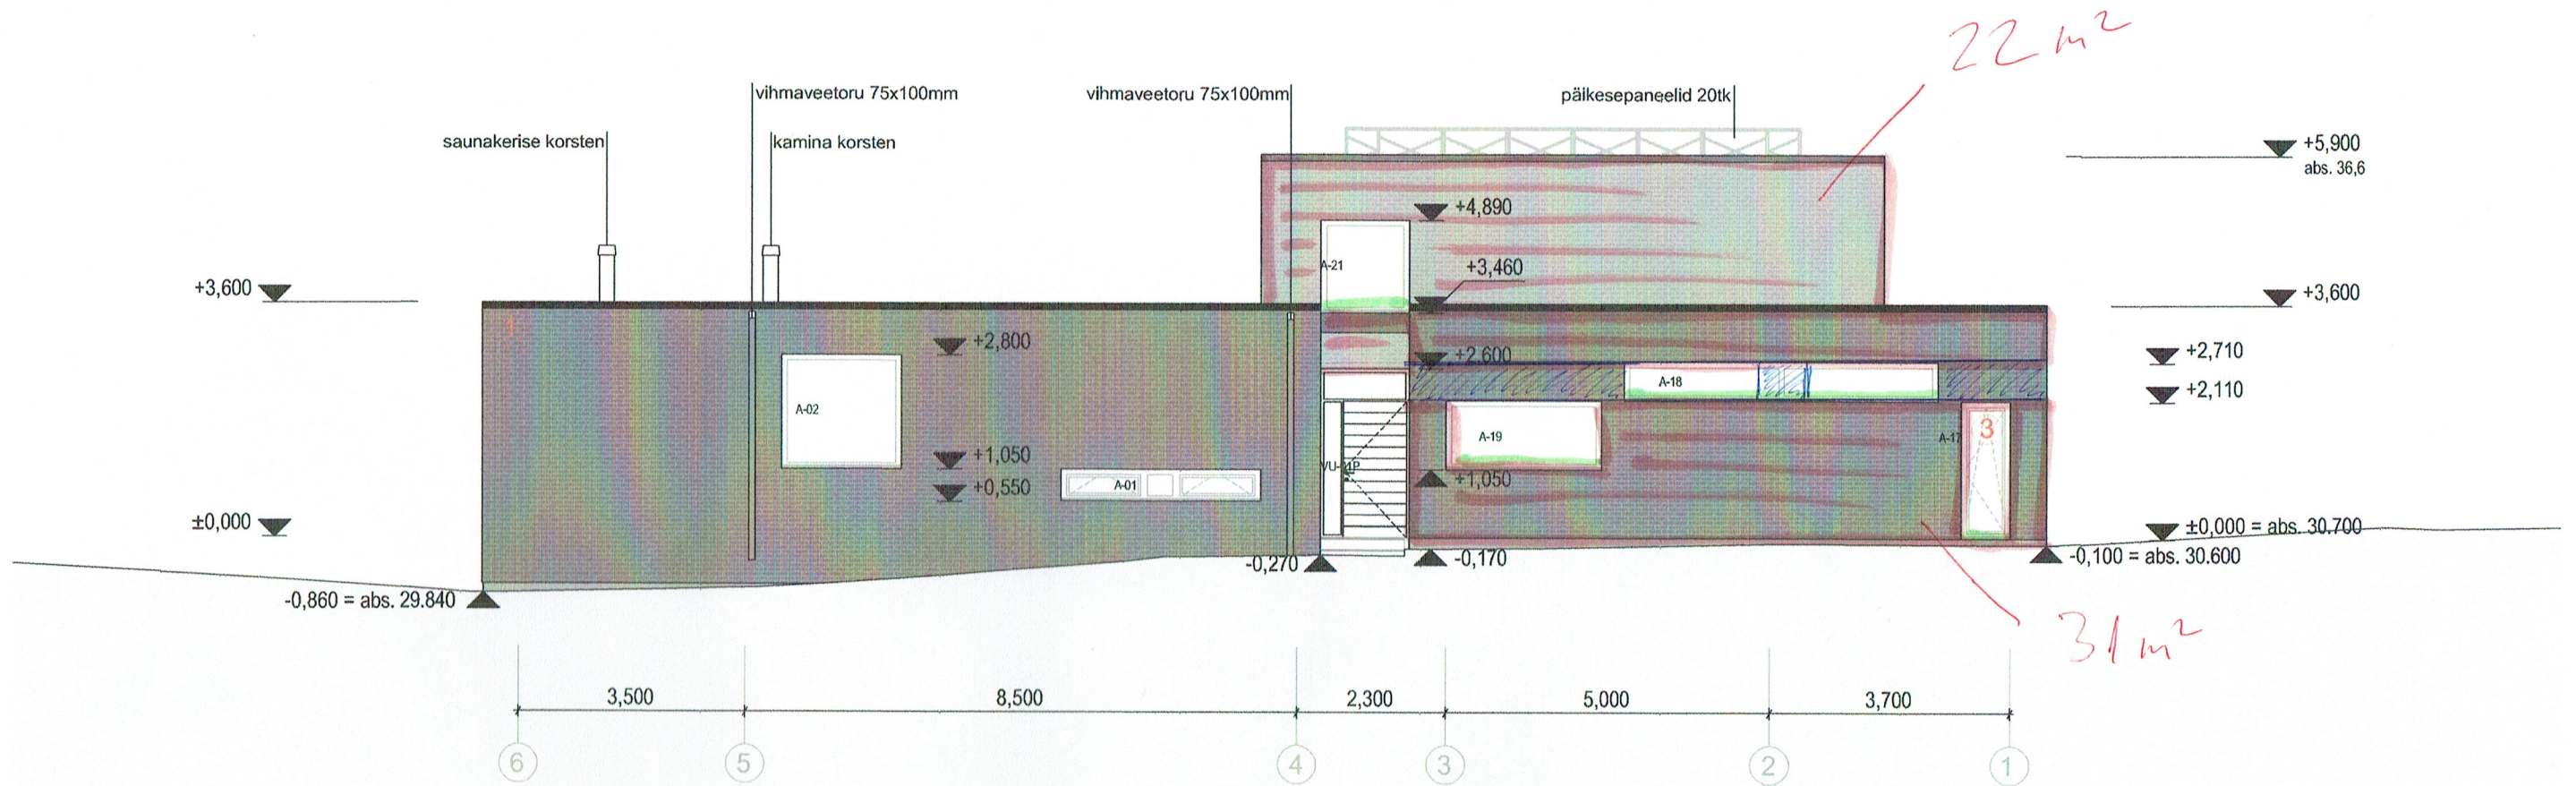 22 m²
vihmaveetoru 75x100mm
vihmaveetoru 75x100mm
päikesepaneelid 20tk
saunakerise korsten
kamina korsten
+5,900
abs. 36,6
+4,890
+3,460
A-21
+3,600
+3,600
1
+2,800
+2,600
+2,710
A-18
+2,110
A-02
A-19
A-17
3
+1,050
+1,050
+0,550
A-01
±0,000
±0,000 = abs. 30.700
-0,270
-0,170
-0,100 = abs. 30.600
-0,860 = abs. 29.840
31 m²
3,500
8,500
2,300
5,000
3,700
6
5
4
3
2
1